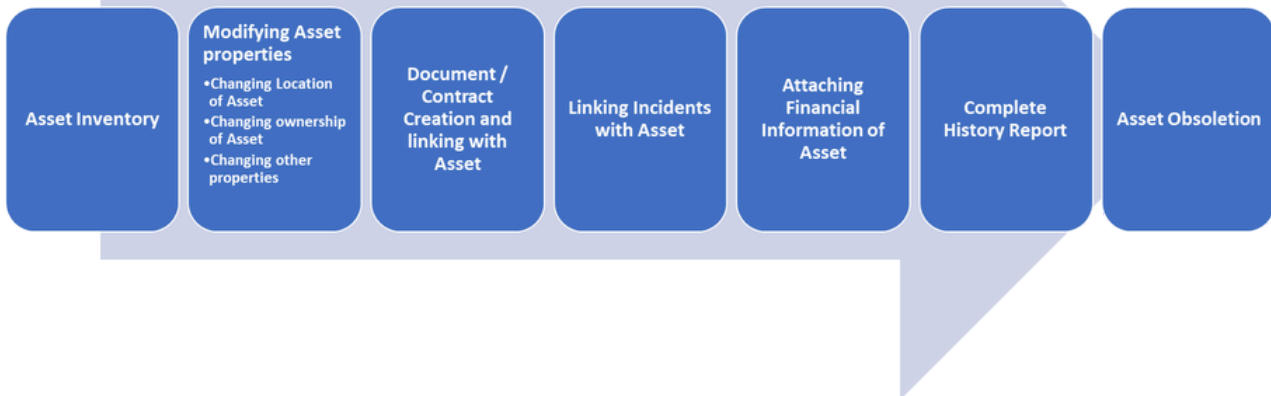 Asset Inventory
Modifying Asset
properties
•Changing Location
of Asset
•Changing ownership
of Asset
•Changing other
properties
Document /
Contract
Creation and
linking with
Asset
Linking Incidents
with Asset
Attaching
Financial
Information of
Asset
Complete
History Report
Asset Obsoletion